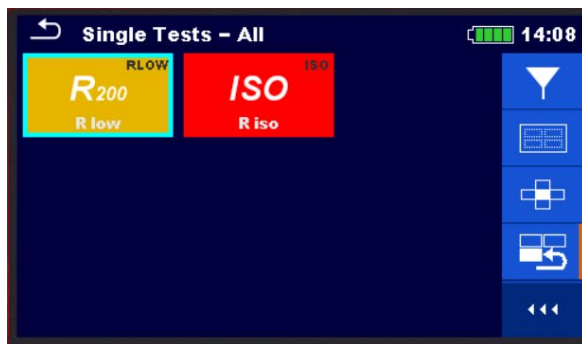 Single Tests – All
14:08
RLOW
R200
R low
ISO
ISO
R iso